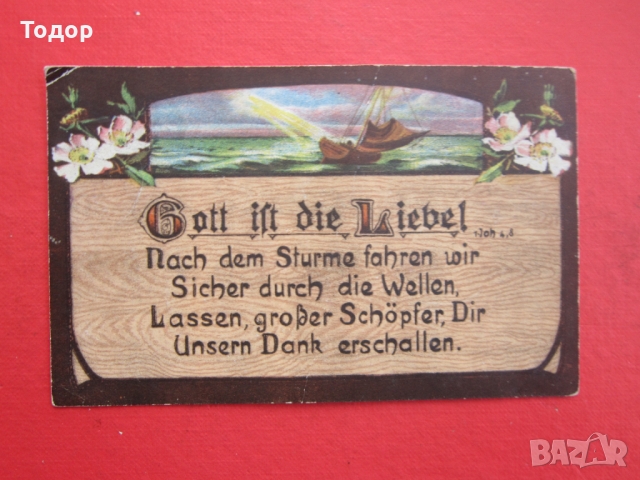 Тодор
Gott ist die Liebe!
Joh 4,8
Nach dem Sturme fahren wir
Sicher durch die Wellen,
Lassen, großer Schöpfer, Dir
Unsern Dank erschallen.
BAZAR